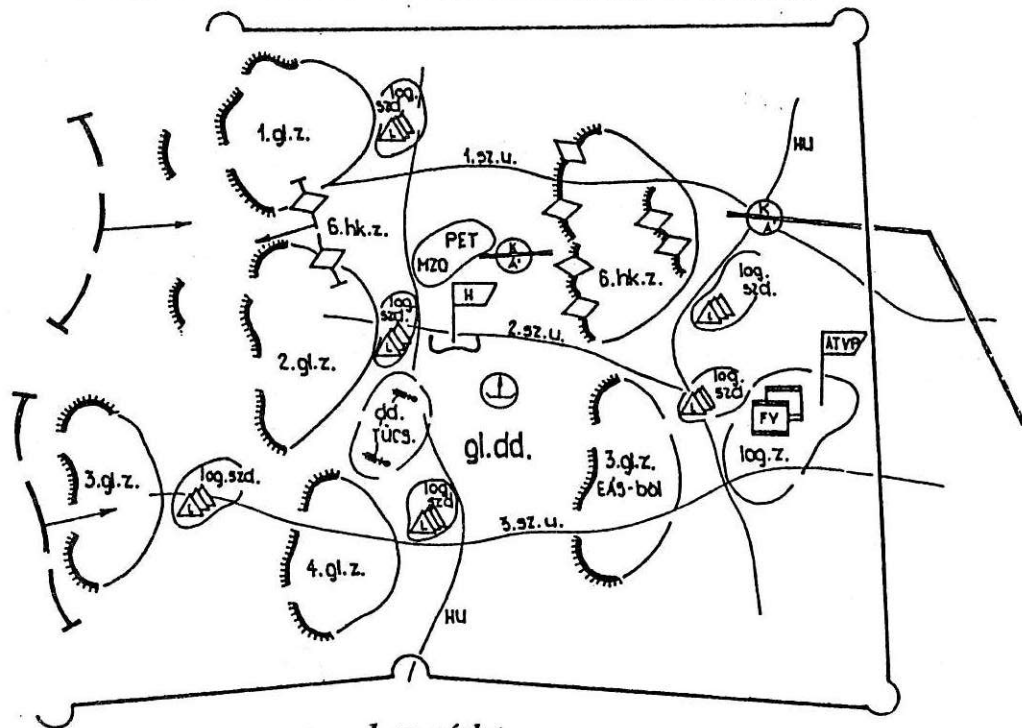 1.gl.z.
log.
szd.
L
1.sz.u.
HU
6.hk.z.
PET
MZO
K
Á
H
6.hk.z.
K
Á
log.
szd.
L
2.gl.z.
log.
szd.
L
2.sz.u.
ÁTVP
dd.
TÜCS.
gl.dd.
log.
szd
L
FV
log.z.
3.gl.z.
log.szd.
L
log.
szd
L
3.gl.z.
EÁS-ból
3.sz.u.
4.gl.z.
HU